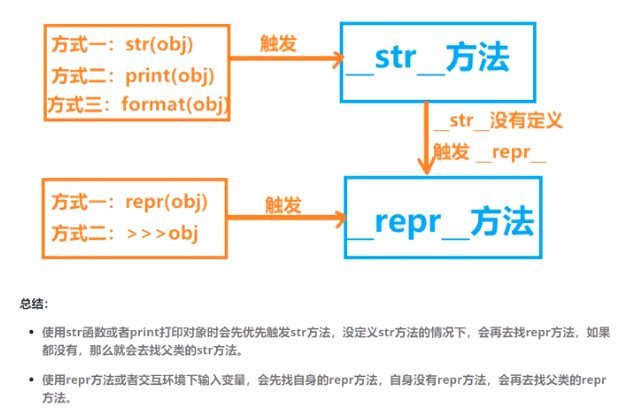 方式一：str(obj)
方式二：print(obj)
方式三：format(obj)
触发
__str__方法
__str__没有定义
触发 __repr__
方式一：repr(obj)
方式二：>>>obj
触发
__repr__方法
总结：
使用str函数或者print打印对象时会先优先触发str方法，没定义str方法的情况下，会再去找repr方法，如果
都没有，那么就会去找父类的str方法。
使用repr方法或者交互环境下输入变量，会先找自身的repr方法，自身没有repr方法，会再去找父类的repr
方法。